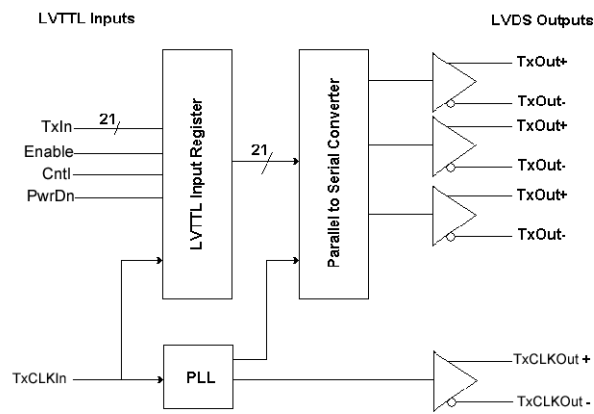 LVTTL Inputs
LVDS Outputs
TxIn
21
Enable
Cntl
PwrDn
LVTTL Input Register
21
Parallel to Serial Converter
TxOut+
TxOut-
TxOut+
TxOut-
TxOut+
TxOut-
TxCLKIn
PLL
TxCLKOut +
TxCLKOut -